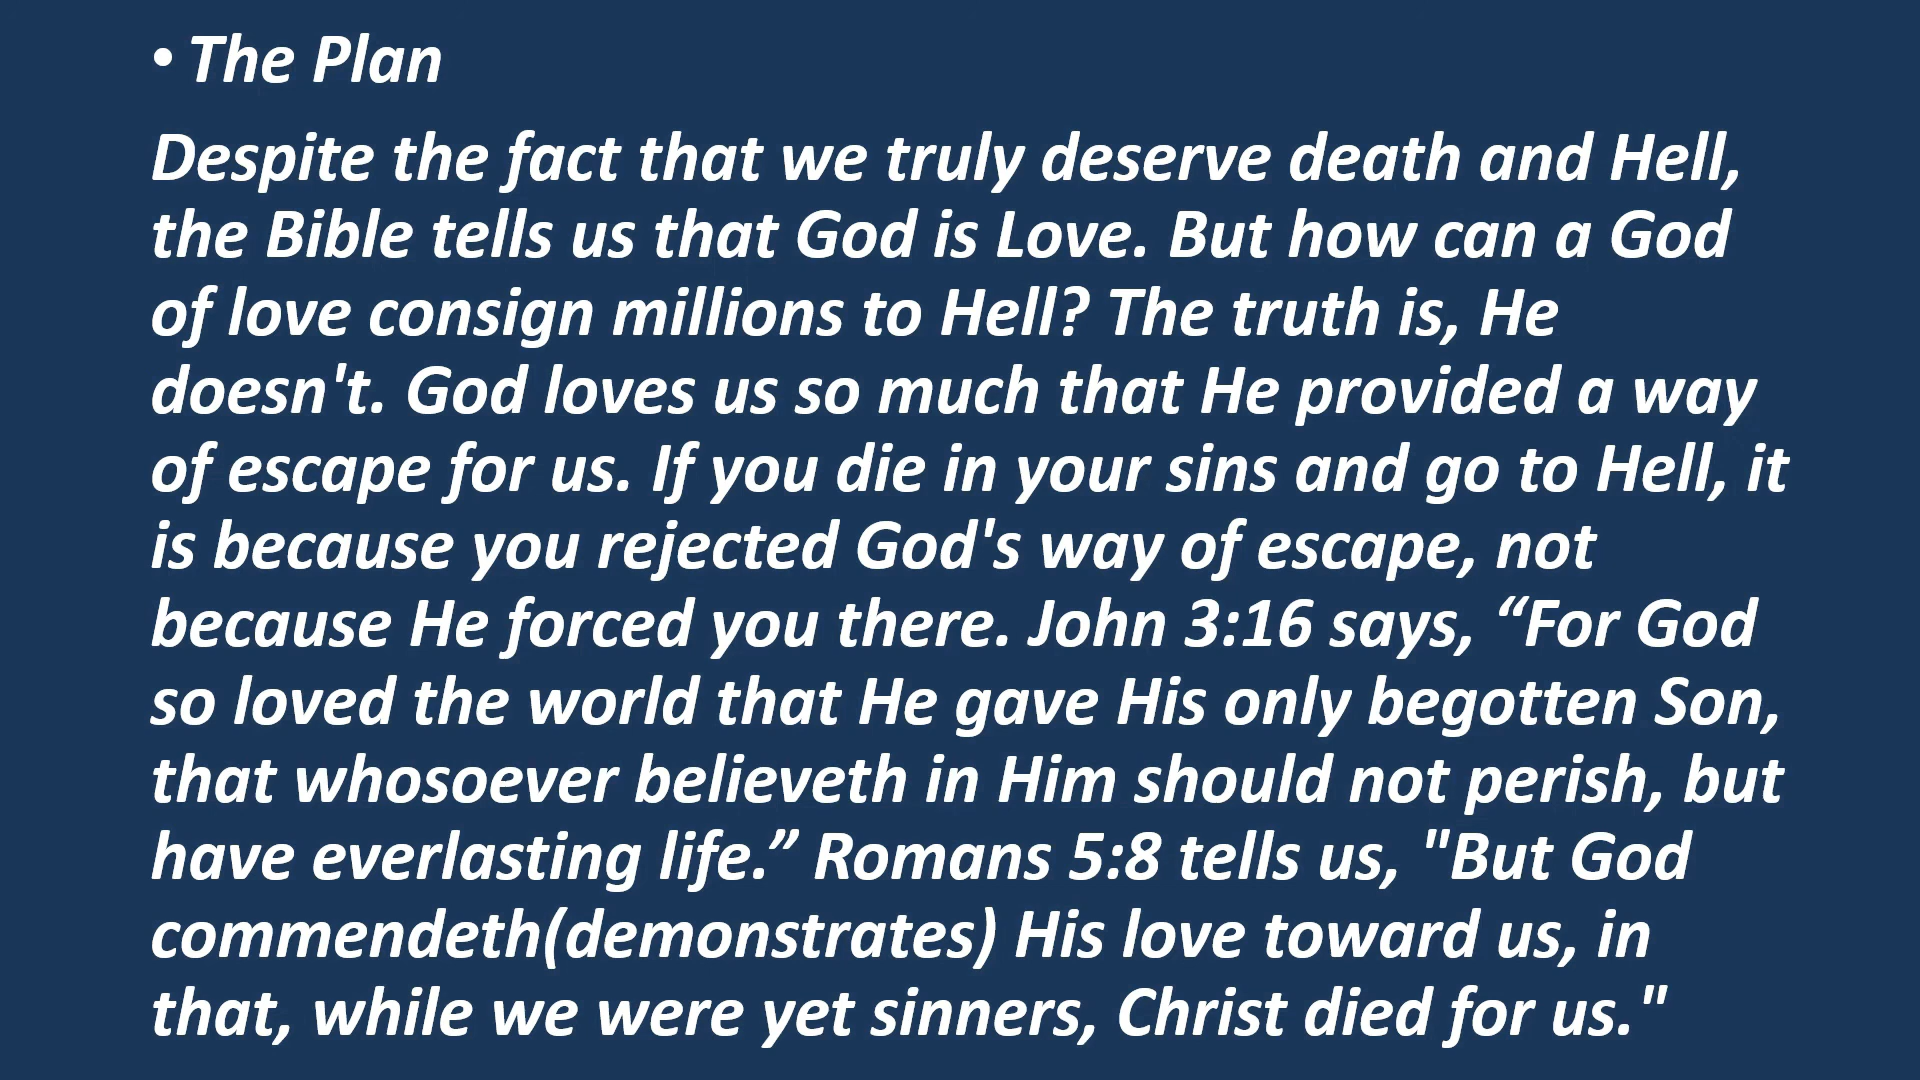 • The Plan
Despite the fact that we truly deserve death and Hell,
the Bible tells us that God is Love. But how can a God
of love consign millions to Hell? The truth is, He
doesn't. God loves us so much that He provided a way
of escape for us. If you die in your sins and go to Hell, it
is because you rejected God's way of escape, not
because He forced you there. John 3:16 says, “For God
so loved the world that He gave His only begotten Son,
that whosoever believeth in Him should not perish, but
have everlasting life.” Romans 5:8 tells us, "But God
commendeth(demonstrates) His love toward us, in
that, while we were yet sinners, Christ died for us."